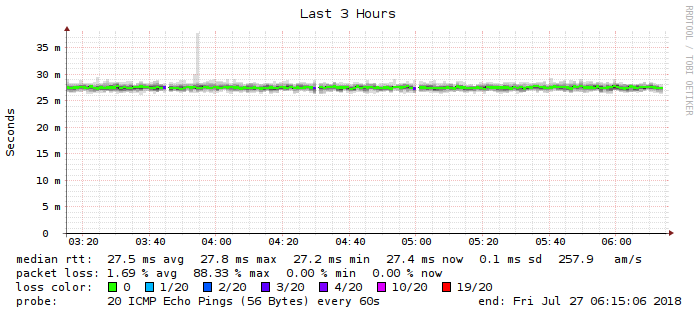 Last 3 Hours
RRDTOOL / TOBI OETIKER
Seconds
35 m
30 m
25 m
20 m
15 m
10 m
5 m
0
03:20 03:40 04:00 04:20 04:40 05:00 05:20 05:40 06:00
median rtt: 27.5 ms avg 27.8 ms max 27.2 ms min 27.4 ms now 0.1 ms sd 257.9 am/s
packet loss: 1.69 % avg 88.33 % max 0.00 % min 0.00 % now
loss color: 0 1/20 2/20 3/20 4/20 10/20 19/20
probe: 20 ICMP Echo Pings (56 Bytes) every 60s end: Fri Jul 27 06:15:06 2018